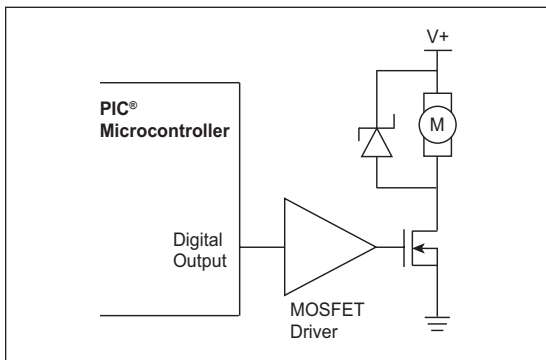 V+
PIC®
Microcontroller
M
Digital
Output
MOSFET
Driver